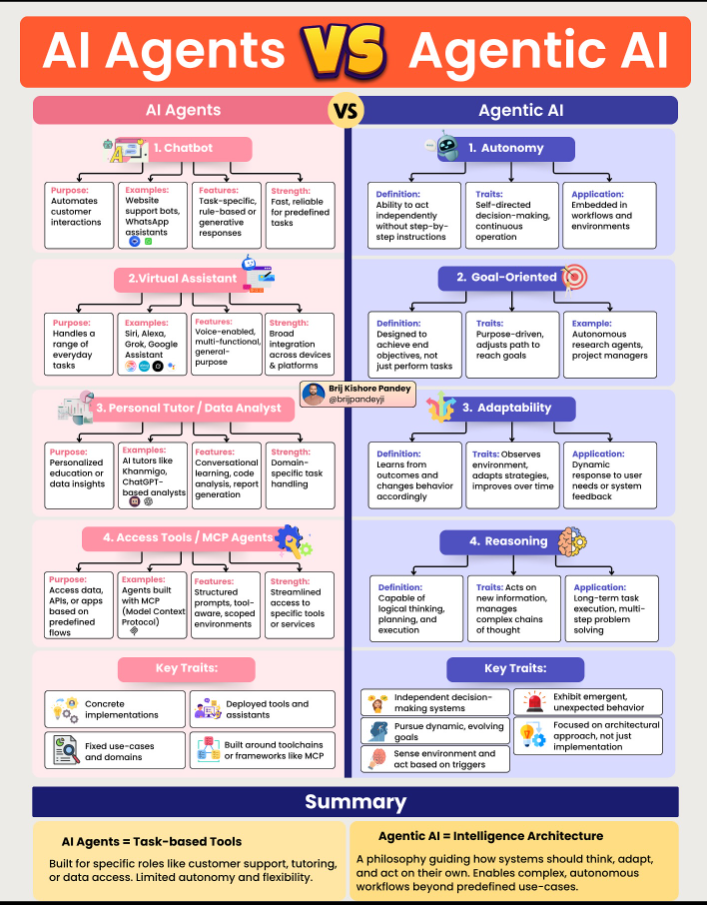 AI Agents VS Agentic AI
AI Agents
VS
Agentic AI
1. Chatbot
Purpose:
Automates
customer
interactions
Examples:
Website
support bots,
WhatsApp
assistants
Features:
Task-specific,
rule-based or
generative
responses
Strength:
Fast, reliable
for predefined
tasks
2.Virtual Assistant
Purpose:
Handles a
range of
everyday
tasks
Examples:
Siri, Alexa,
Grok, Google
Assistant
Features:
Voice-enabled,
multi-functional,
general-
purpose
Strength:
Broad
integration
across devices
& platforms
3. Personal Tutor / Data Analyst
Purpose:
Personalized
education or
data insights
Examples:
AI tutors like
Khanmigo,
ChatGPT-
based analysts
Features:
Conversational
learning, code
analysis, report
generation
Strength:
Domain-
specific task
handling
4. Access Tools / MCP Agents
Purpose:
Access data,
APIs, or apps
based on
predefined
flows
Examples:
Agents built
with MCP
(Model Context
Protocol)
Features:
Structured
prompts, tool-
aware, scoped
environments
Strength:
Streamlined
access to
specific tools
or services
Key Traits:
Concrete
implementations
Deployed tools and
assistants
Fixed use-cases
and domains
Built around toolchains
or frameworks like MCP
1. Autonomy
Definition:
Ability to act
independently
without step-by-
step instructions
Traits:
Self-directed
decision-making,
continuous
operation
Application:
Embedded in
workflows and
environments
2. Goal-Oriented
Definition:
Designed to
achieve end
objectives, not
just perform tasks
Traits:
Purpose-driven,
adjusts path to
reach goals
Example:
Autonomous
research agents,
project managers
Brij Kishore Pandey
@brijpandeyji
3. Adaptability
Definition:
Learns from
outcomes and
changes behavior
accordingly
Traits: Observes
environment,
adapts strategies,
improves over time
Application:
Dynamic
response to user
needs or system
feedback
4. Reasoning
Definition:
Capable of
logical thinking,
planning, and
execution
Traits: Acts on
new information,
manages
complex chains
of thought
Application:
Long-term task
execution, multi-
step problem
solving
Key Traits:
Independent decision-
making systems
Exhibit emergent,
unexpected behavior
Pursue dynamic, evolving
goals
Focused on architectural
approach, not just
implementation
Sense environment and
act based on triggers
Summary
AI Agents = Task-based Tools
Built for specific roles like customer support, tutoring,
or data access. Limited autonomy and flexibility.
Agentic AI = Intelligence Architecture
A philosophy guiding how systems should think, adapt,
and act on their own. Enables complex, autonomous
workflows beyond predefined use-cases.